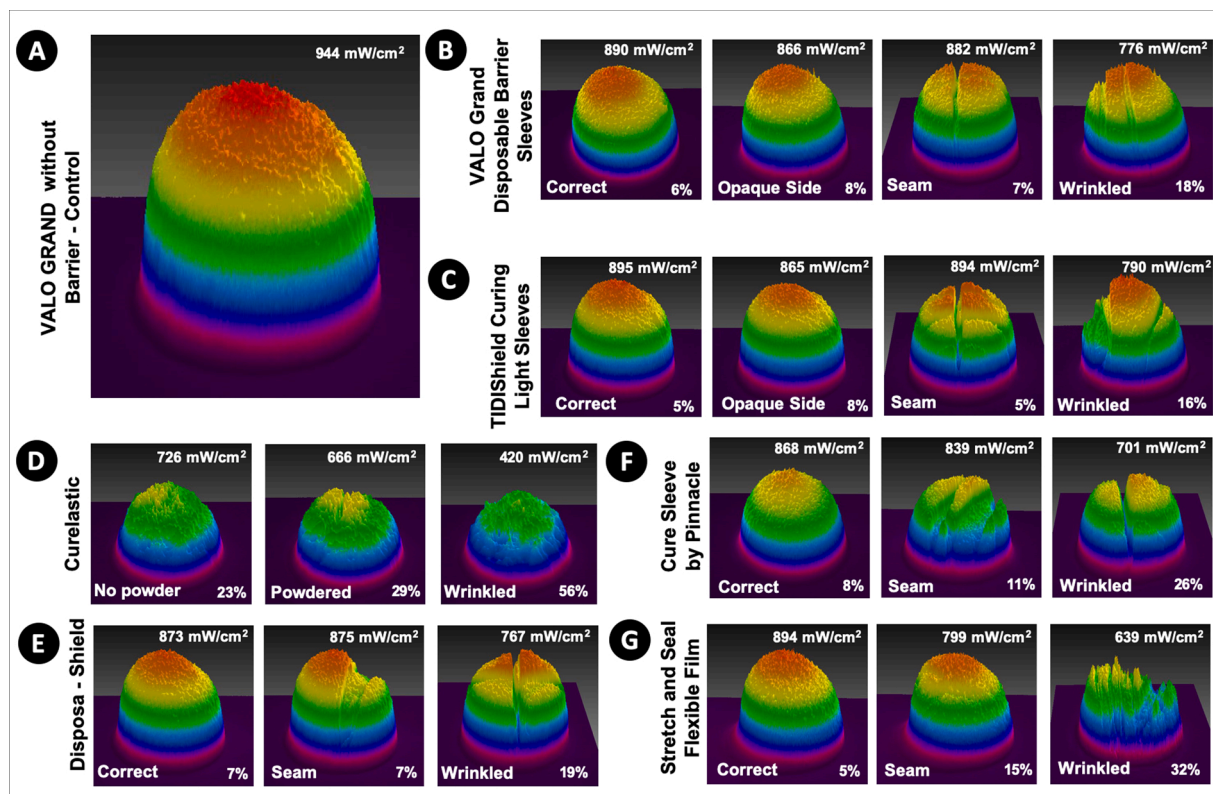 A
VALO GRAND without
Barrier - Control
944 mW/cm²
B
VALO Grand
Disposable Barrier
Sleeves
890 mW/cm²
Correct
6%
866 mW/cm²
Opaque Side
8%
882 mW/cm²
Seam
7%
776 mW/cm²
Wrinkled
18%
C
TIDIShield Curing
Light Sleeves
895 mW/cm²
Correct
5%
865 mW/cm²
Opaque Side
8%
894 mW/cm²
Seam
5%
790 mW/cm²
Wrinkled
16%
D
Curelastic
726 mW/cm²
No powder
23%
666 mW/cm²
Powdered
29%
420 mW/cm²
Wrinkled
56%
E
Disposa - Shield
873 mW/cm²
Correct
7%
875 mW/cm²
Seam
7%
767 mW/cm²
Wrinkled
19%
F
Cure Sleeve
by Pinnacle
868 mW/cm²
Correct
8%
839 mW/cm²
Seam
11%
701 mW/cm²
Wrinkled
26%
G
Stretch and Seal
Flexible Film
894 mW/cm²
Correct
5%
799 mW/cm²
Seam
15%
639 mW/cm²
Wrinkled
32%